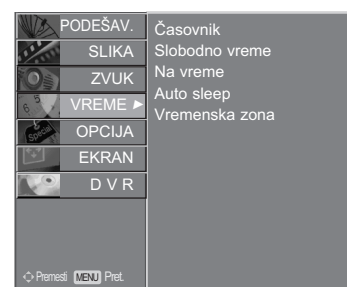 PODEŠAV.
SLIKA
ZVUK
VREME ►
OPCIJA
EKRAN
D V R
Časovnik
Slobodno vreme
Na vreme
Auto sleep
Vremenska zona
Premesti MENU Pret.